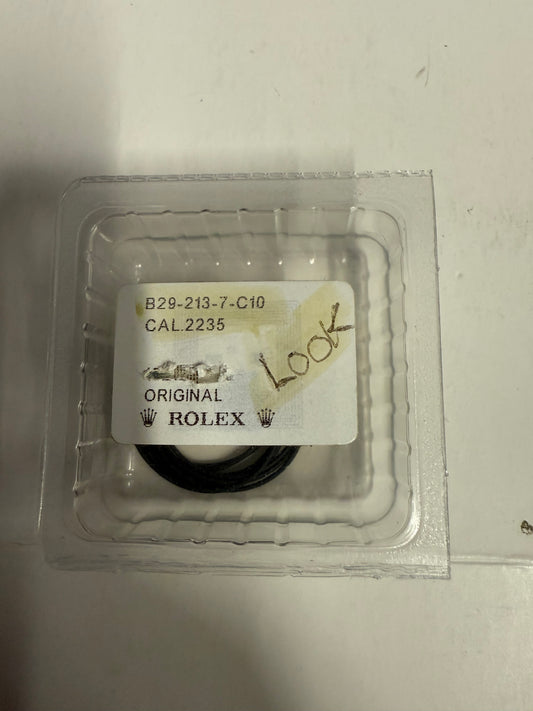 B29-213-7-C10
CAL.2235
LOOK
ORIGINAL
ROLEX